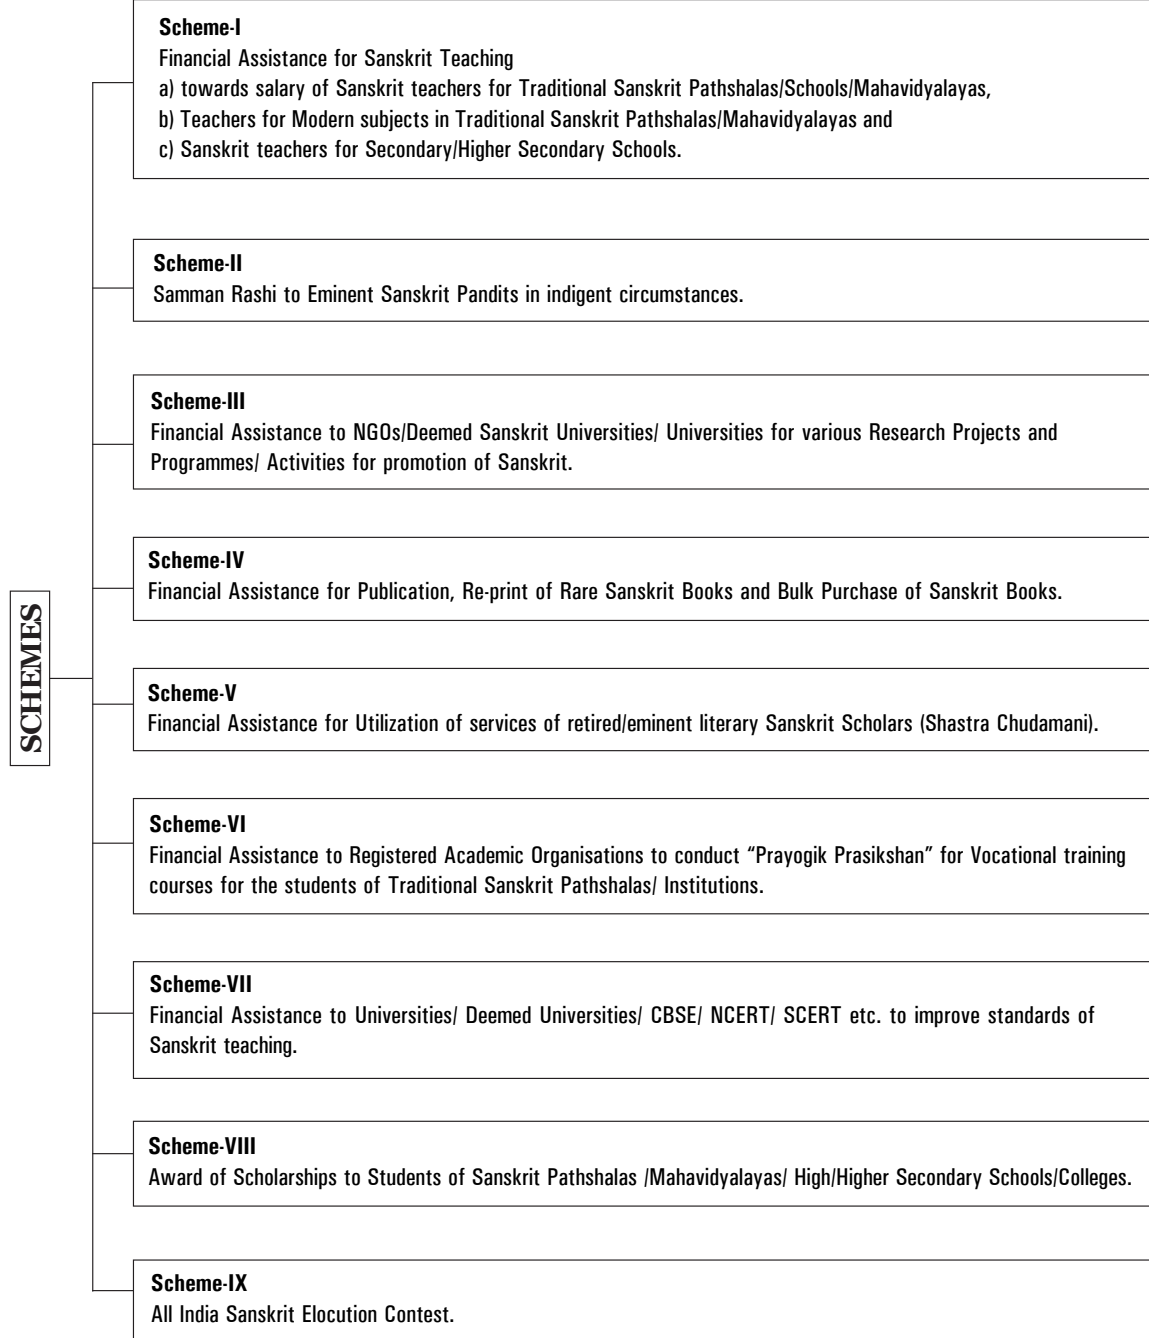 SCHEMES
Scheme-I
Financial Assistance for Sanskrit Teaching
a) towards salary of Sanskrit teachers for Traditional Sanskrit Pathshalas/Schools/Mahavidyalayas,
b) Teachers for Modern subjects in Traditional Sanskrit Pathshalas/Mahavidyalayas and
c) Sanskrit teachers for Secondary/Higher Secondary Schools.
Scheme-II
Samman Rashi to Eminent Sanskrit Pandits in indigent circumstances.
Scheme-III
Financial Assistance to NGOs/Deemed Sanskrit Universities/ Universities for various Research Projects and
Programmes/ Activities for promotion of Sanskrit.
Scheme-IV
Financial Assistance for Publication, Re-print of Rare Sanskrit Books and Bulk Purchase of Sanskrit Books.
Scheme-V
Financial Assistance for Utilization of services of retired/eminent literary Sanskrit Scholars (Shastra Chudamani).
Scheme-VI
Financial Assistance to Registered Academic Organisations to conduct “Prayogik Prasikshan” for Vocational training
courses for the students of Traditional Sanskrit Pathshalas/ Institutions.
Scheme-VII
Financial Assistance to Universities/ Deemed Universities/ CBSE/ NCERT/ SCERT etc. to improve standards of
Sanskrit teaching.
Scheme-VIII
Award of Scholarships to Students of Sanskrit Pathshalas /Mahavidyalayas/ High/Higher Secondary Schools/Colleges.
Scheme-IX
All India Sanskrit Elocution Contest.